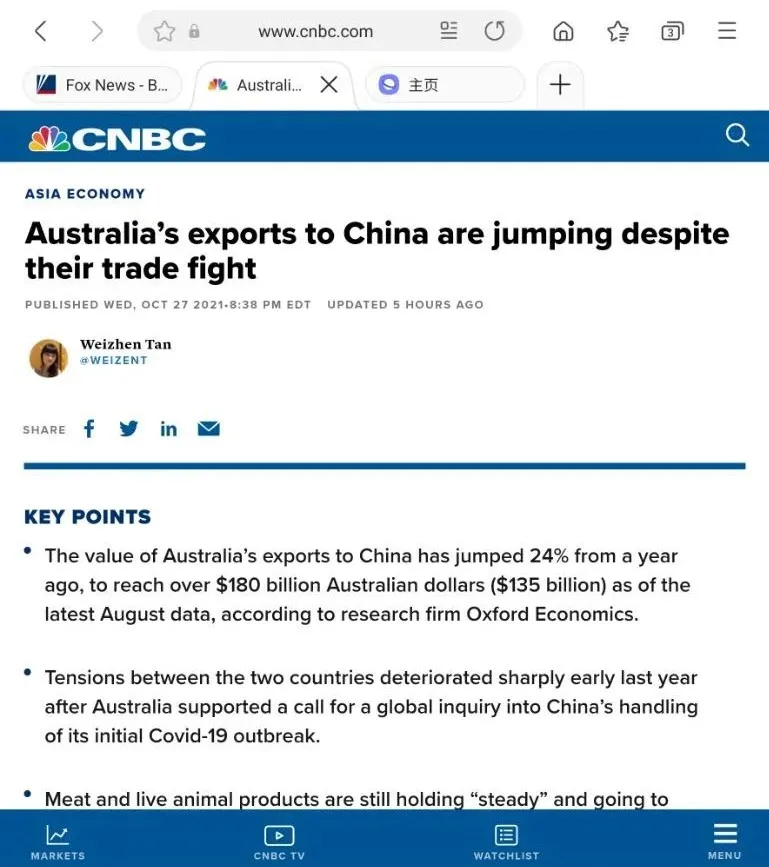 www.cnbc.com
3
Fox News - B...
Australi...
主页
CNBC
ASIA ECONOMY
Australia’s exports to China are jumping despite
their trade fight
PUBLISHED WED, OCT 27 2021•8:38 PM EDT UPDATED 5 HOURS AGO
Weizhen Tan
@WEIZENT
SHARE
KEY POINTS
• The value of Australia’s exports to China has jumped 24% from a year
ago, to reach over $180 billion Australian dollars ($135 billion) as of the
latest August data, according to research firm Oxford Economics.
• Tensions between the two countries deteriorated sharply early last year
after Australia supported a call for a global inquiry into China’s handling
of its initial Covid-19 outbreak.
• Meat and live animal products are still holding “steady” and going to
MARKETS
CNBC TV
WATCHLIST
MENU